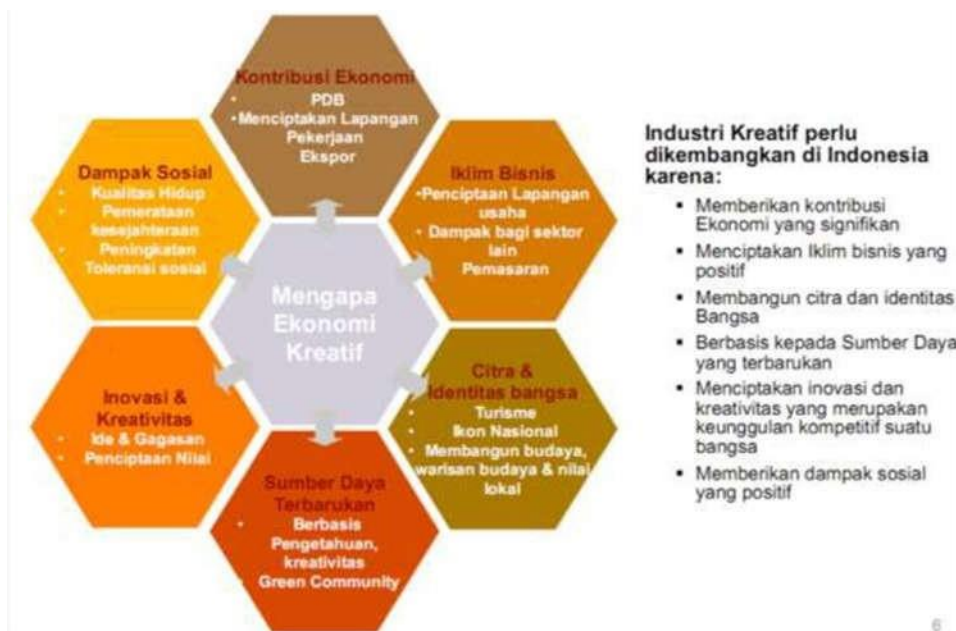 Kontribusi Ekonomi
• PDB
• Menciptakan Lapangan
Pekerjaan
Ekspor
Dampak Sosial
• Kualitas Hidup
• Pemerataan
kesejahteraan
• Peningkatan
Toleransi sosial
Iklim Bisnis
•Penciptaan Lapangan
usaha
• Dampak bagi sektor
lain
Pemasaran
Mengapa
Ekonomi
Kreatif
Inovasi &
Kreativitas
• Ide & Gagasan
• Penciptaan Nilai
Citra &
Identitas bangsa
• Turisme
• Ikon Nasional
• Membangun budaya,
warisan budaya & nilai
lokal
Sumber Daya
Terbarukan
• Berbasis
Pengetahuan,
kreativitas
• Green Community
Industri Kreatif perlu
dikembangkan di Indonesia
karena:
▪ Memberikan kontribusi
Ekonomi yang signifikan
▪ Menciptakan Iklim bisnis yang
positif
▪ Membangun citra dan identitas
Bangsa
▪ Berbasis kepada Sumber Daya
yang terbarukan
▪ Menciptakan inovasi dan
kreativitas yang merupakan
keunggulan kompetitif suatu
bangsa
▪ Memberikan dampak sosial
yang positif
6